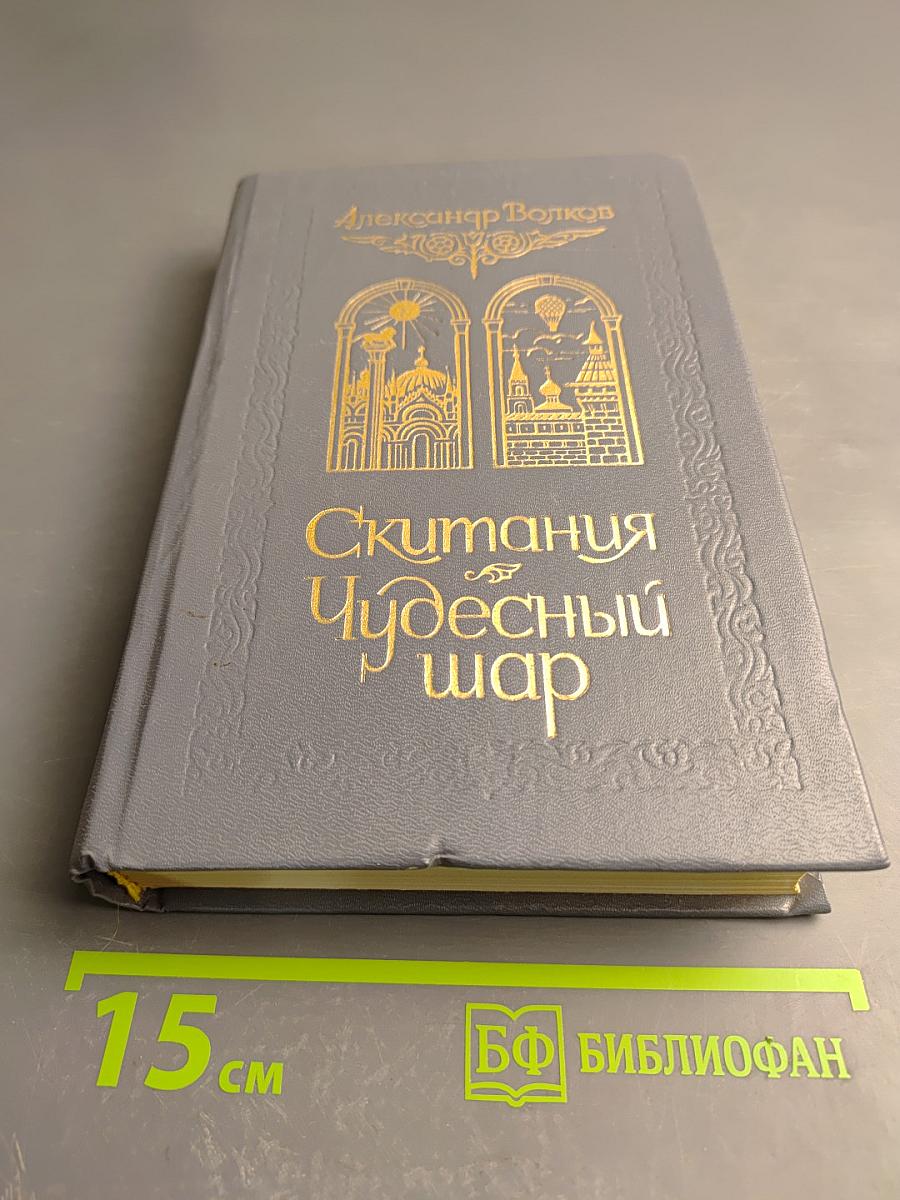 Александр Волков
Скитания
Чудесный
шар
15 см
БФ БИБЛИОФАН